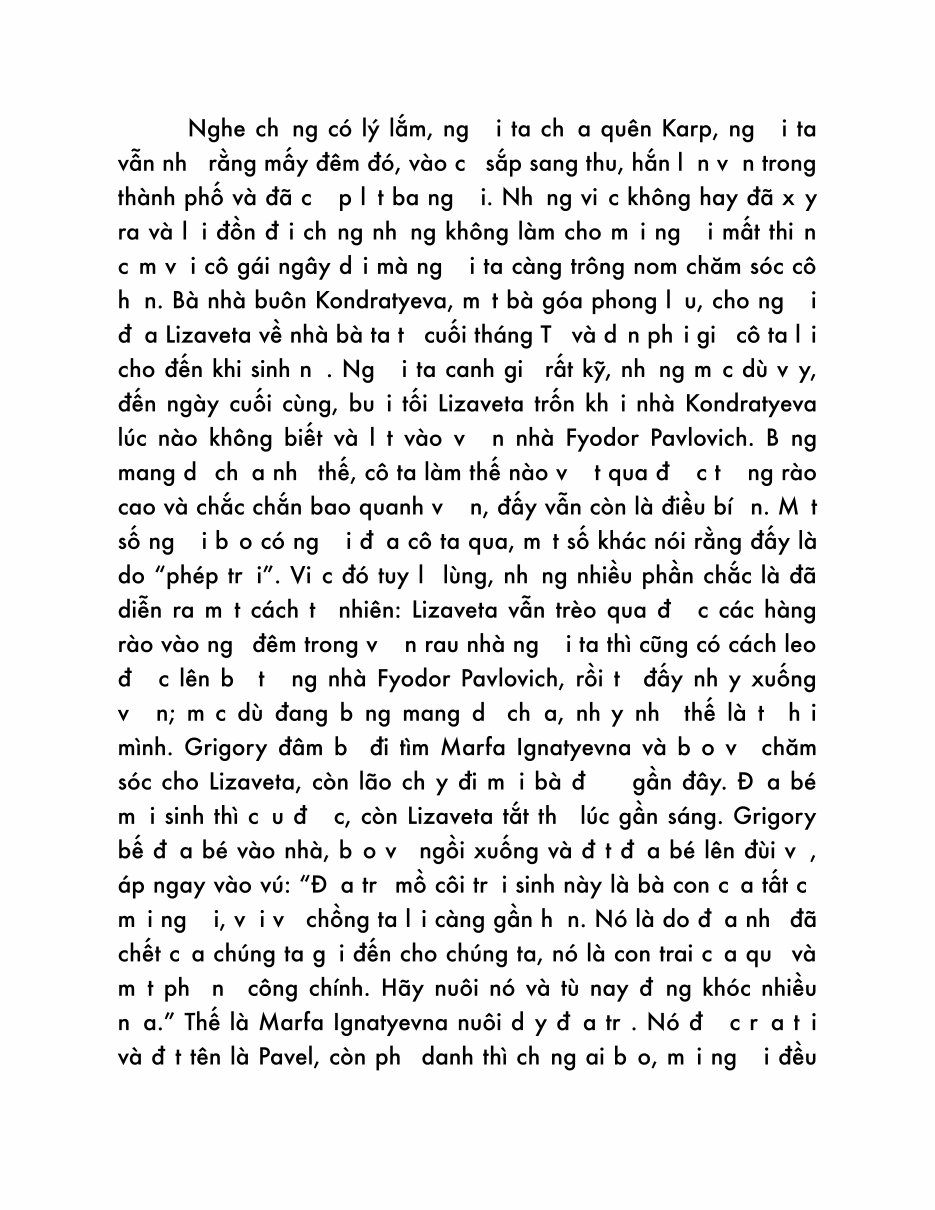 Nghe ch ng có lý lắm, ng i ta ch a quên Karp, ng i ta
vẫn nh rằng mấy đêm đó, vào c sắp sang thu, hắn l n v n trong
thành phố và đã c p l t ba ng i. Nh ng vi c không hay đã x y
ra và l i đồn đ i ch ng nh ng không làm cho m i ng i mất thi n
c m v i cô gái ngây d i mà ng i ta càng trông nom chăm sóc cô
h n. Bà nhà buôn Kondratyeva, m t bà góa phong l u, cho ng i
đ a Lizaveta về nhà bà ta t cuối tháng T và d n ph i gi cô ta l i
cho đến khi sinh n . Ng i ta canh gi rất kỹ, nh ng m c dù v y,
đến ngày cuối cùng, bu i tối Lizaveta trốn kh i nhà Kondratyeva
lúc nào không biết và l t vào v n nhà Fyodor Pavlovich. B ng
mang d ch a nh thế, cô ta làm thế nào v t qua đ c t ng rào
cao và chắc chắn bao quanh v n, đấy vẫn còn là điều bí n. M t
số ng i b o có ng i đ a cô ta qua, m t số khác nói rằng đấy là
do “phép tr i”. Vi c đó tuy l lùng, nh ng nhiều phần chắc là đã
diễn ra m t cách t nhiên: Lizaveta vẫn trèo qua đ c các hàng
rào vào ng đêm trong v n rau nhà ng i ta thì cũng có cách leo
đ c lên b t ng nhà Fyodor Pavlovich, rồi t đấy nh y xuống
v n; m c dù đang b ng mang d ch a, nh y nh thế là t h i
mình. Grigory đâm b đi tìm Marfa Ignatyevna và b o v chăm
sóc cho Lizaveta, còn lão ch y đi m i bà đ gần đây. Đ a bé
m i sinh thì c u đ c, còn Lizaveta tắt th lúc gần sáng. Grigory
bế đ a bé vào nhà, b o v ngồi xuống và đ t đ a bé lên đùi v ,
áp ngay vào vú: “Đ a tr mồ côi tr i sinh này là bà con c a tất c
m i ng i, v i v chồng ta l i càng gần h n. Nó là do đ a nh đã
chết c a chúng ta g i đến cho chúng ta, nó là con trai c a qu và
m t ph n công chính. Hãy nuôi nó và tù nay đ ng khóc nhiều
n a.” Thế là Marfa Ignatyevna nuôi d y đ a tr . Nó đ c r a t i
và đ t tên là Pavel, còn ph danh thì ch ng ai b o, m i ng i đều